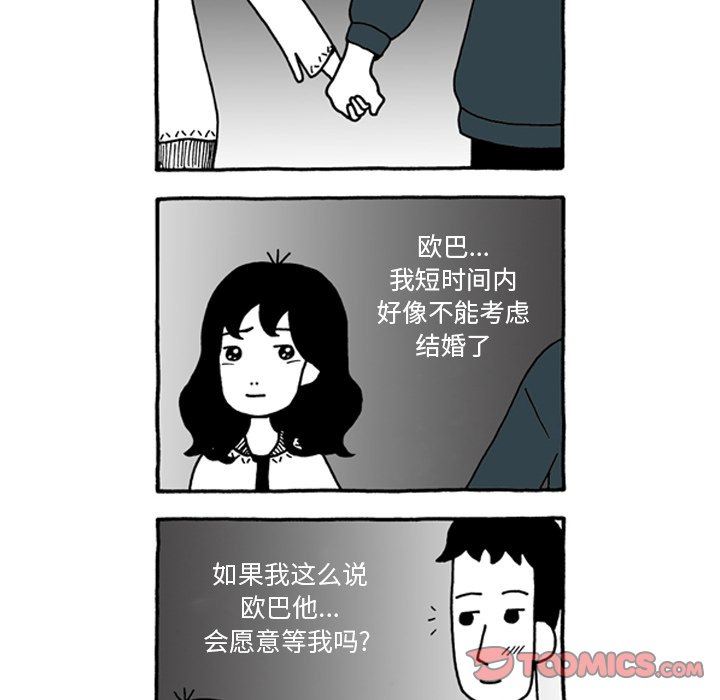 欧巴...
我短时间内
好像不能考虑
结婚了
如果我这么说
欧巴他...
会愿意等我吗?
TCOMICS.COM